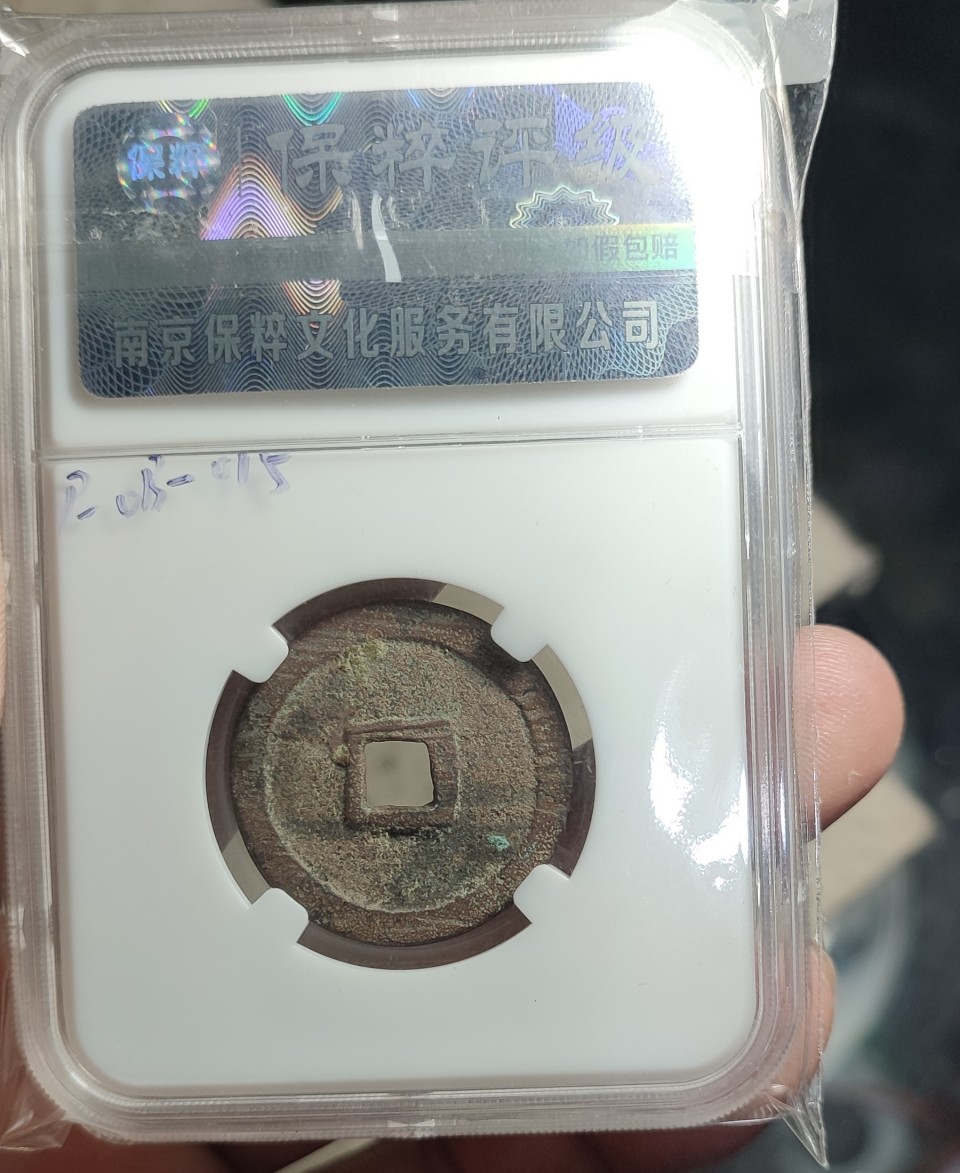 保粹 保粹评级
假包赔
南京保粹文化服务有限公司